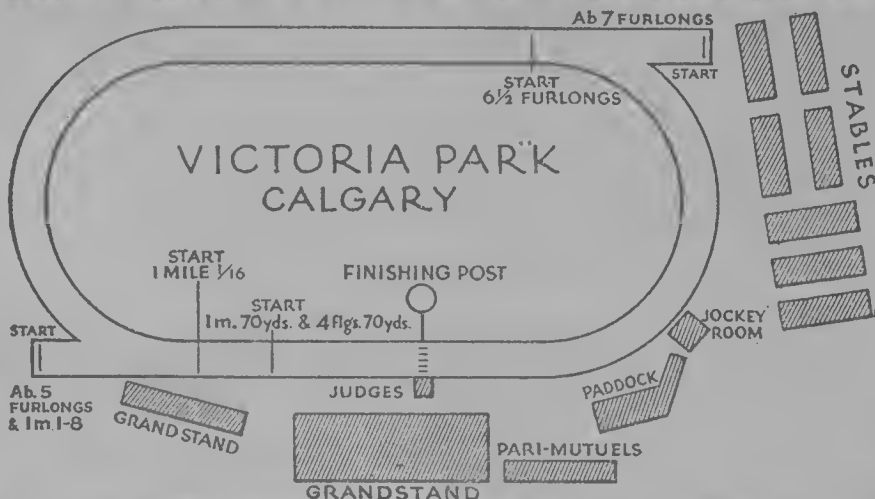 Ab 7 FURLONGS
START
START
6½ FURLONGS
STABLES
VICTORIA PARK
CALGARY
START
1 MILE 1/16
FINISHING POST
START
1m. 70yds. & 4flgs. 70yds.
START
JOCKEY
ROOM
Ab. 5
FURLONGS
& 1m. 1-8
GRAND STAND
JUDGES
PADDOCK
PARI-MUTUELS
GRANDSTAND